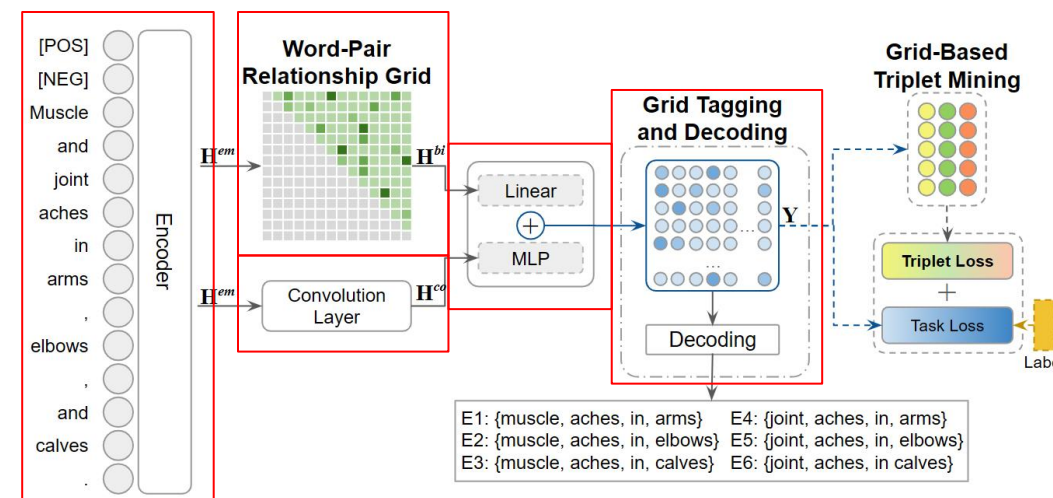 [POS]
[NEG]
Muscle
and
joint
aches
in
arms
,
elbows
,
and
calves
.
Encoder
H^em
H^em
Word-Pair
Relationship Grid
H^bi
Convolution
Layer
H^co
Linear
+
MLP
Grid Tagging
and Decoding
...
...
Y
Decoding
Grid-Based
Triplet Mining
Triplet Loss
+
Task Loss
Labe
E1: {muscle, aches, in, arms} E4: {joint, aches, in, arms}
E2: {muscle, aches, in, elbows} E5: {joint, aches, in, elbows}
E3: {muscle, aches, in, calves} E6: {joint, aches, in calves}